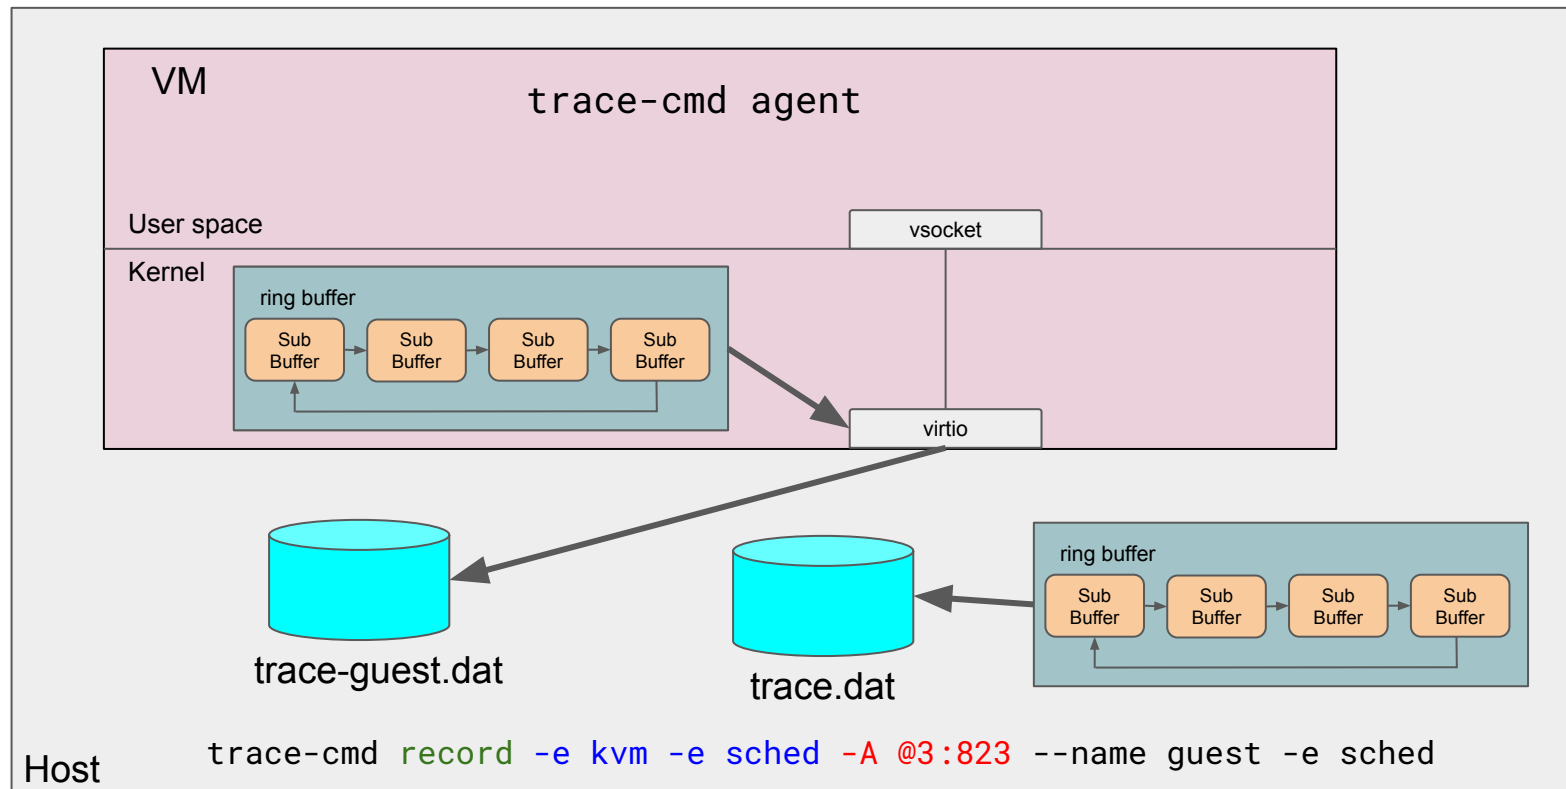 VM
trace-cmd agent
User space
vsocket
Kernel
ring buffer
Sub
Buffer
Sub
Buffer
Sub
Buffer
Sub
Buffer
virtio
trace-guest.dat
trace.dat
ring buffer
Sub
Buffer
Sub
Buffer
Sub
Buffer
Sub
Buffer
Host
trace-cmd record -e kvm -e sched -A @3:823 --name guest -e sched